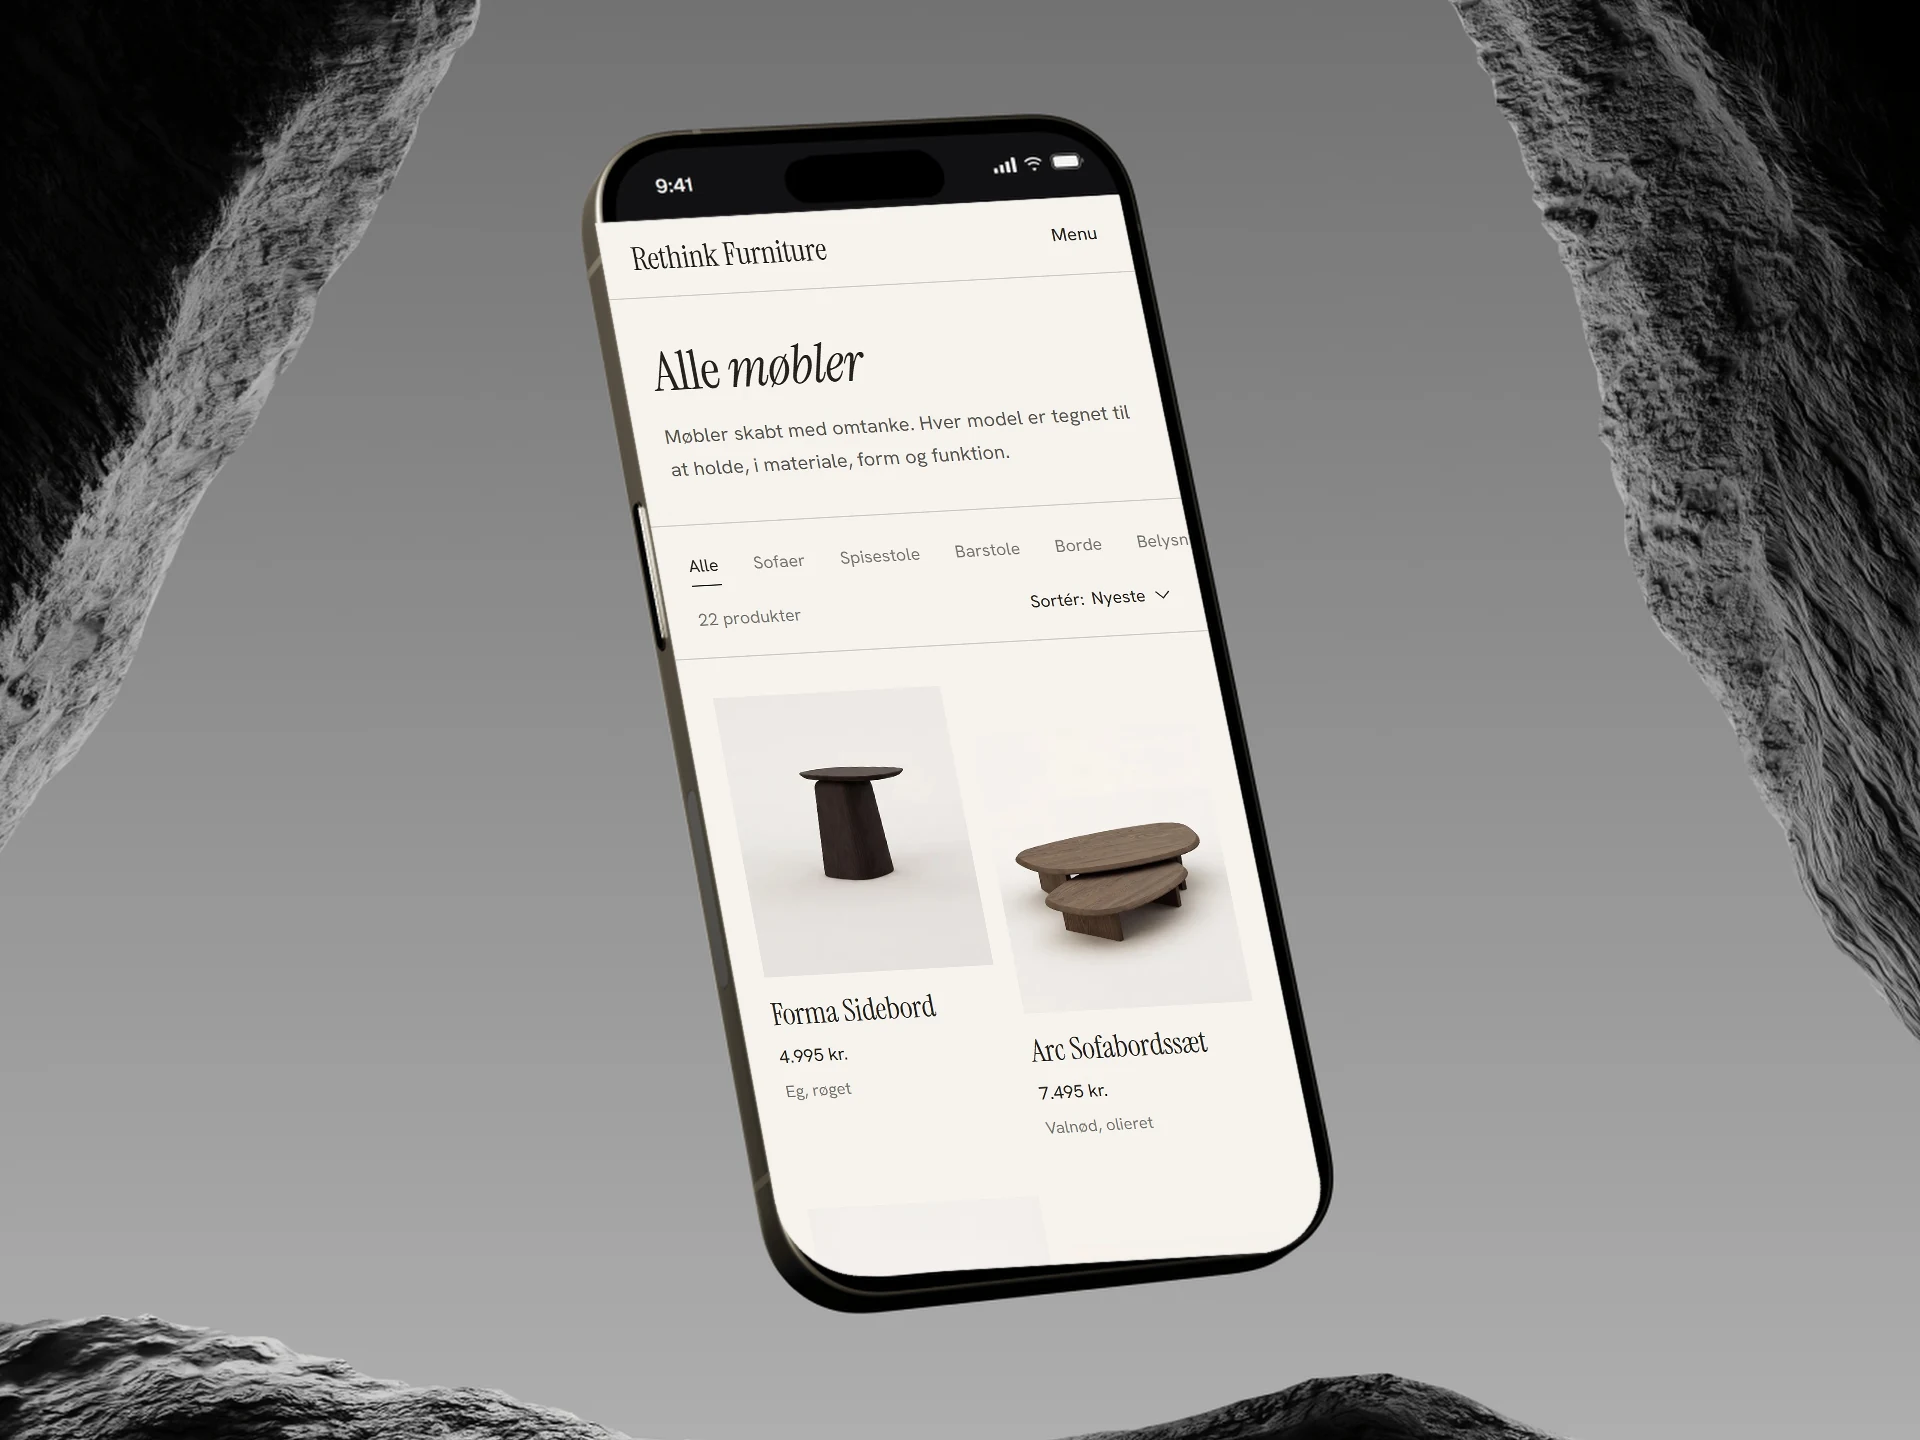 9:41
Rethink Furniture
Menu
Alle møbler
Møbler skabt med omtanke. Hver model er tegnet til
at holde, i materiale, form og funktion.
Alle Sofaer Spisestole Barstole Borde Belysn
22 produkter
Sortér: Nyeste
Forma Sidebord
4.995 kr.
Eg, røget
Arc Sofabordssæt
7.495 kr.
Valnød, olieret